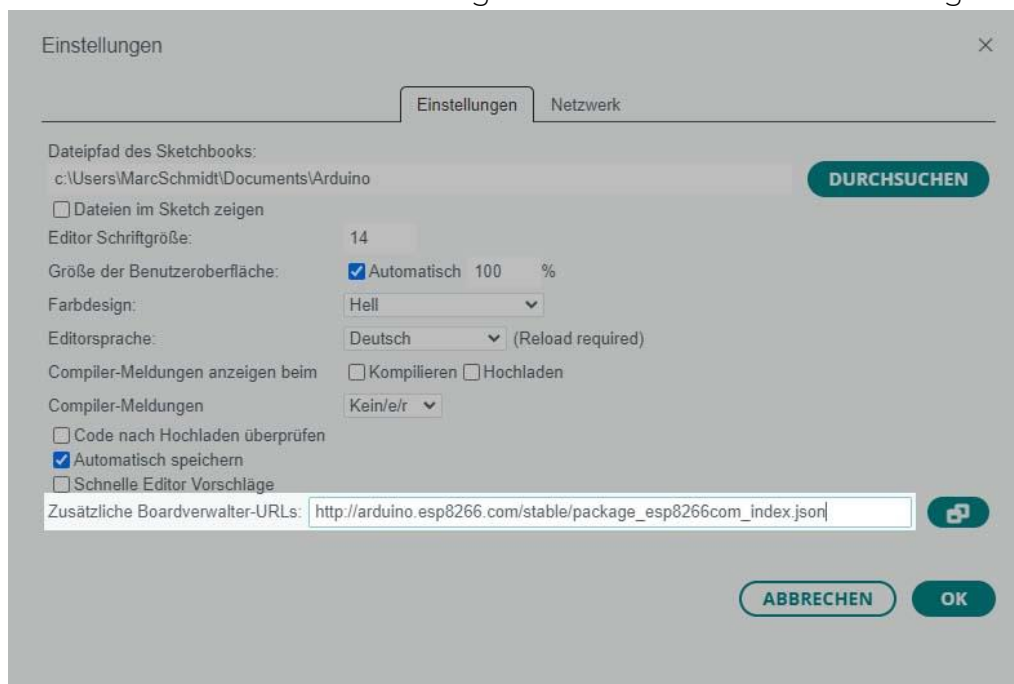 Einstellungen
Einstellungen Netzwerk
Dateipfad des Sketchbooks:
c:\Users\MarcSchmidt\Documents\Arduino DURCHSUCHEN
Dateien im Sketch zeigen
Editor Schriftgröße: 14
Größe der Benutzeroberfläche: Automatisch 100 %
Farbdesign: Hell
Editorsprache: Deutsch (Reload required)
Compiler-Meldungen anzeigen beim Kompilieren Hochladen
Compiler-Meldungen Kein/e/r
Code nach Hochladen überprüfen
Automatisch speichern
Schnelle Editor Vorschläge
Zusätzliche Boardverwalter-URLs: http://arduino.esp8266.com/stable/package_esp8266com_index.json
ABBRECHEN OK